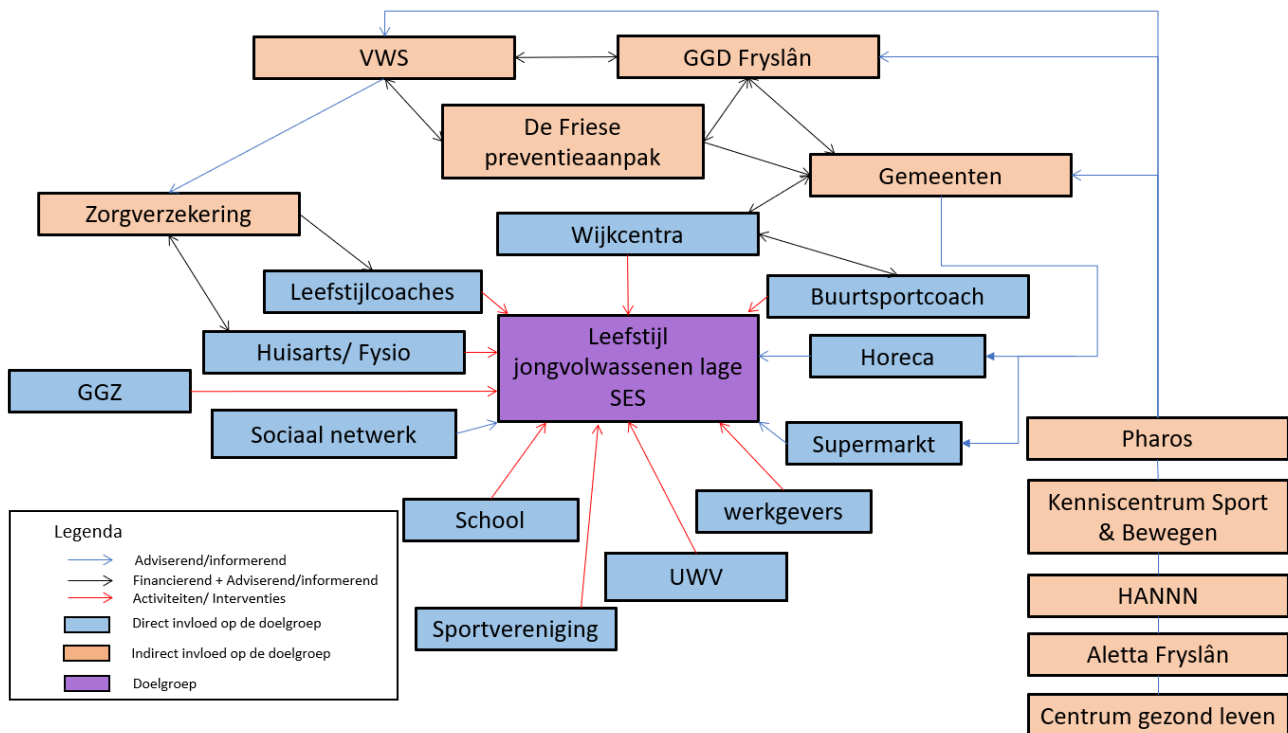 VWS
GGD Fryslân
De Friese
preventieaanpak
Gemeenten
Zorgverzekering
Wijkcentra
Leefstijlcoaches
Buurtsportcoach
Huisarts/ Fysio
Leefstijl
jongvolwassenen lage
SES
Horeca
GGZ
Sociaal netwerk
Supermarkt
Pharos
School
werkgevers
Kenniscentrum Sport
& Bewegen
UWV
HANNN
Sportvereniging
Aletta Fryslân
Centrum gezond leven
Legenda
Adviserend/informerend
Financierend + Adviserend/informerend
Activiteiten/ Interventies
Direct invloed op de doelgroep
Indirect invloed op de doelgroep
Doelgroep